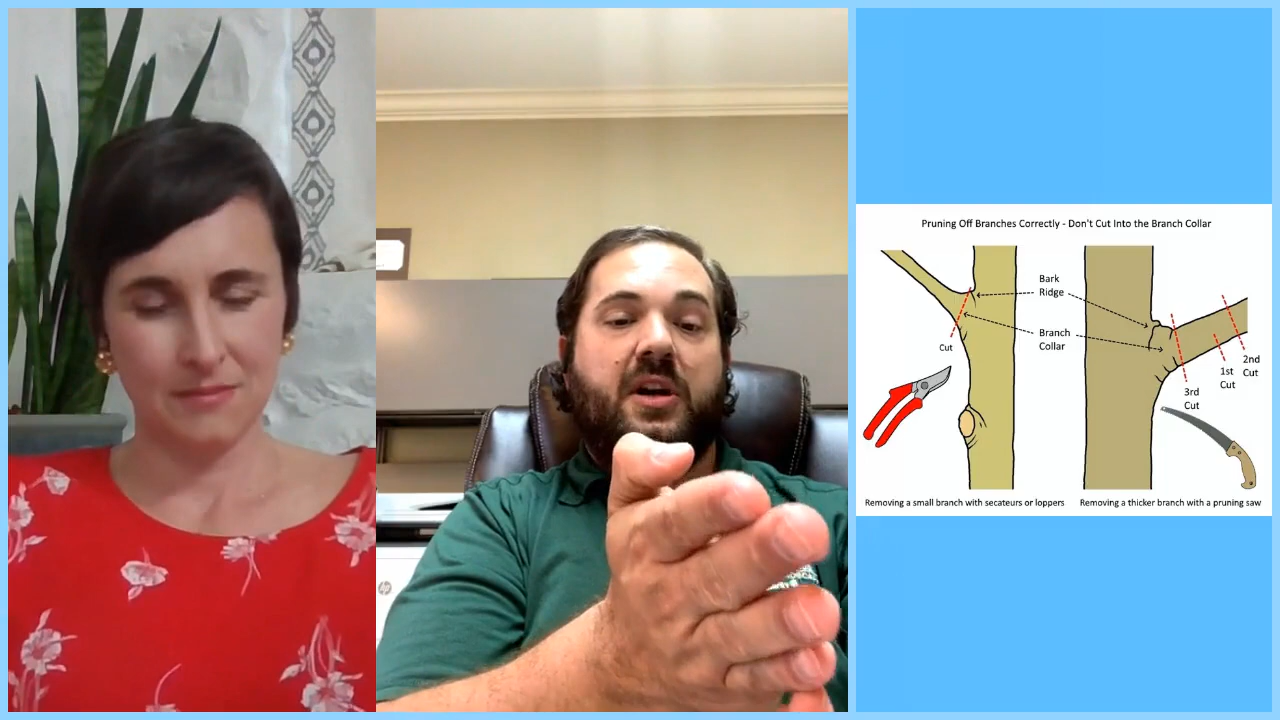 Pruning Off Branches Correctly - Don't Cut Into the Branch Collar
Bark
Ridge
Branch
Collar
Cut
1st
Cut
2nd
Cut
3rd
Cut
Removing a small branch with secateurs or loppers
Removing a thicker branch with a pruning saw
hp